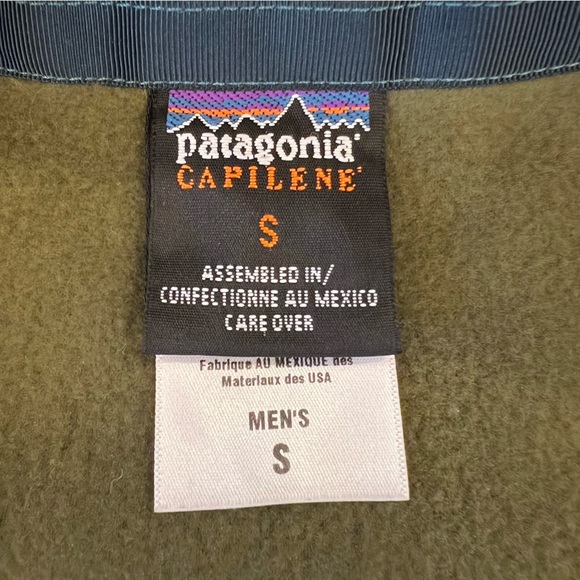 patagonia
CAPILENE
S
ASSEMBLED IN/
CONFECTIONNE AU MEXICO
CARE OVER
Fabrique AU MEXIQUE des
Materiaux des USA
MEN'S
S